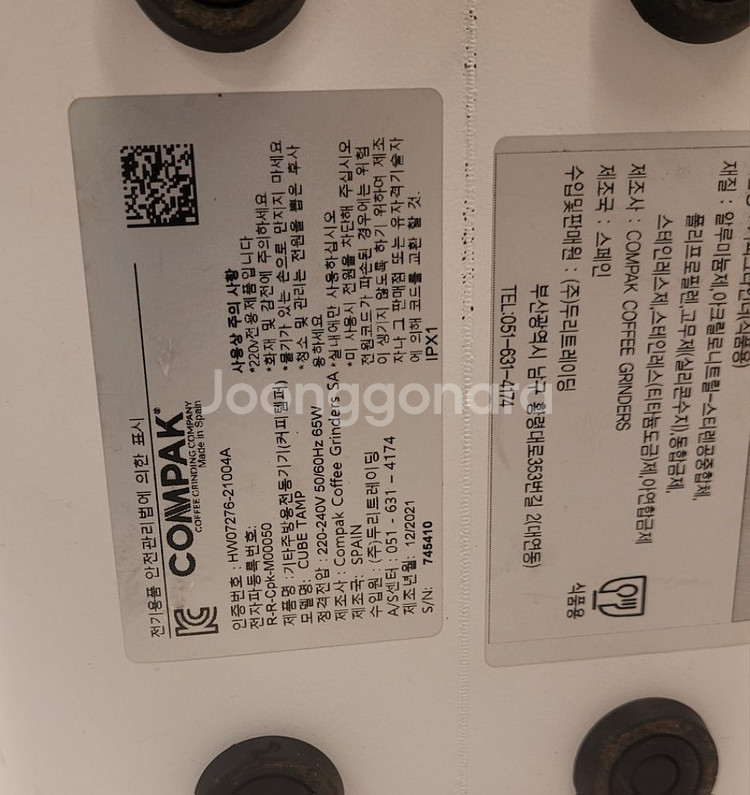 전기용품 안전관리법에 의한 표시
COMPAK®
COFFEE GRINDING COMPANY
Made in Spain
인증번호 : HW07276-21004A
전자파등록번호:
R-R-Cpk-M00050
제품명 : 기타주방용전동기기(커피템퍼)
모델명: CUBE TAMP
정격전압 : 220-240V 50/60Hz 65W
제조사 : Compak Coffee Grinders SA
제조국: SPAIN
수입원 : (주)두리트레이딩
A/S센터 : 051 - 631 - 4174
제조년월: 12/2021
S/N: 745410
사용상 주의 사항
*220v전용제품입니다
*화재 및 감전에 주의하세요
*물기가 있는 손으로 만지지 마세요
*청소 및 관리는 전원을 뽑은 후사
용하세요
*실내에만 사용하십시오
*미 사용시 전원을 차단해 주십시오
전원코드가 파손된 경우에는 위험
이 생기지 않도록 하기 위하여 제조
자나 그 판매점 또는 유자격기술자
에 의해 코드를 교환 할 것.
IPX1
재질 : 알루미늄제,아크릴로니트릴-스티렌공중합체,
폴리프로필렌,고무제(실리콘수지),동합금제,
스테인레스제,스테인레스(티타늄도금)제,아연합금제
제조사 : COMPAK COFFEE GRINDERS
제조국 : 스페인
수입및판매원 : (주)두리트레이딩
부산광역시 남구 황령대로353번길 2(대연동)
TEL:051-631-4174
식품용
Joonggonara